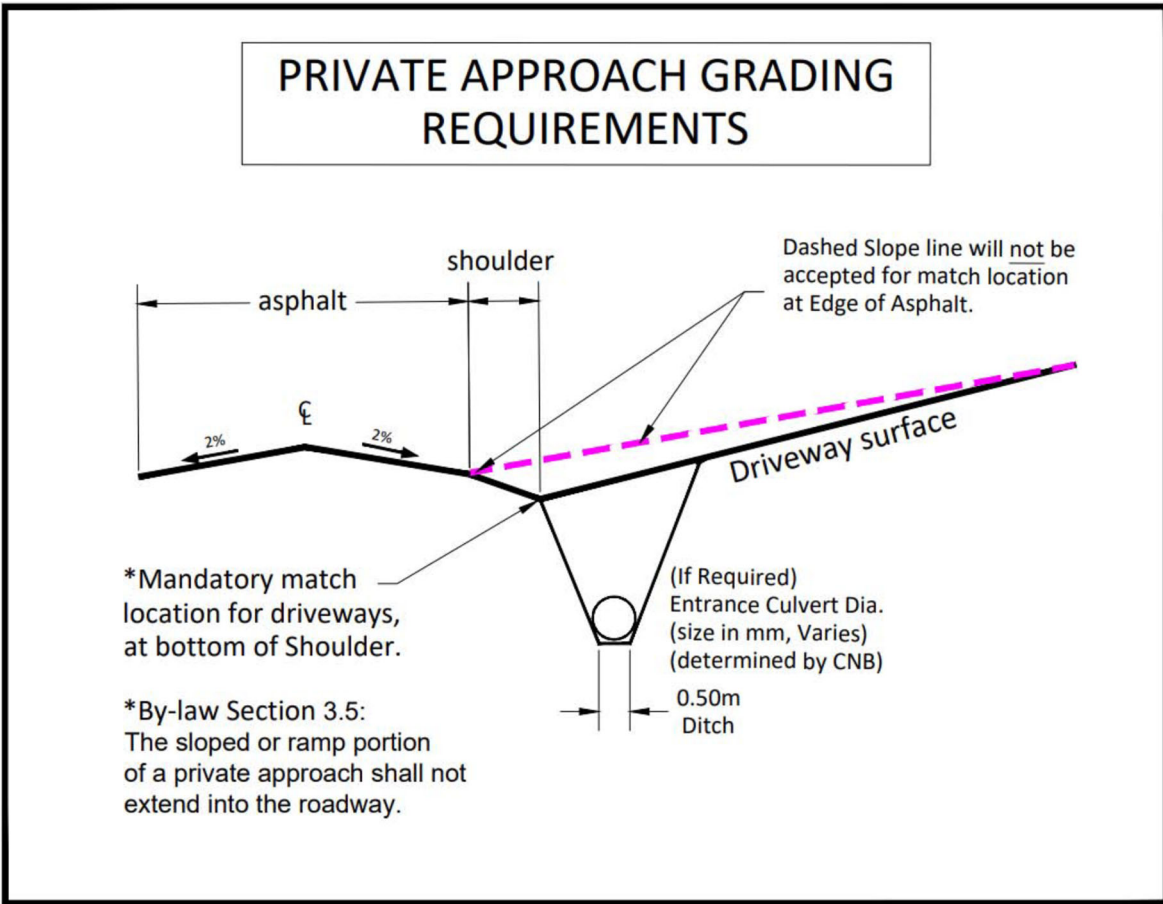 PRIVATE APPROACH GRADING
REQUIREMENTS
shoulder
asphalt
Dashed Slope line will not be
accepted for match location
at Edge of Asphalt.
℄
2%
2%
Driveway surface
*Mandatory match
location for driveways,
at bottom of Shoulder.
(If Required)
Entrance Culvert Dia.
(size in mm, Varies)
(determined by CNB)
0.50m
Ditch
*By-law Section 3.5:
The sloped or ramp portion
of a private approach shall not
extend into the roadway.